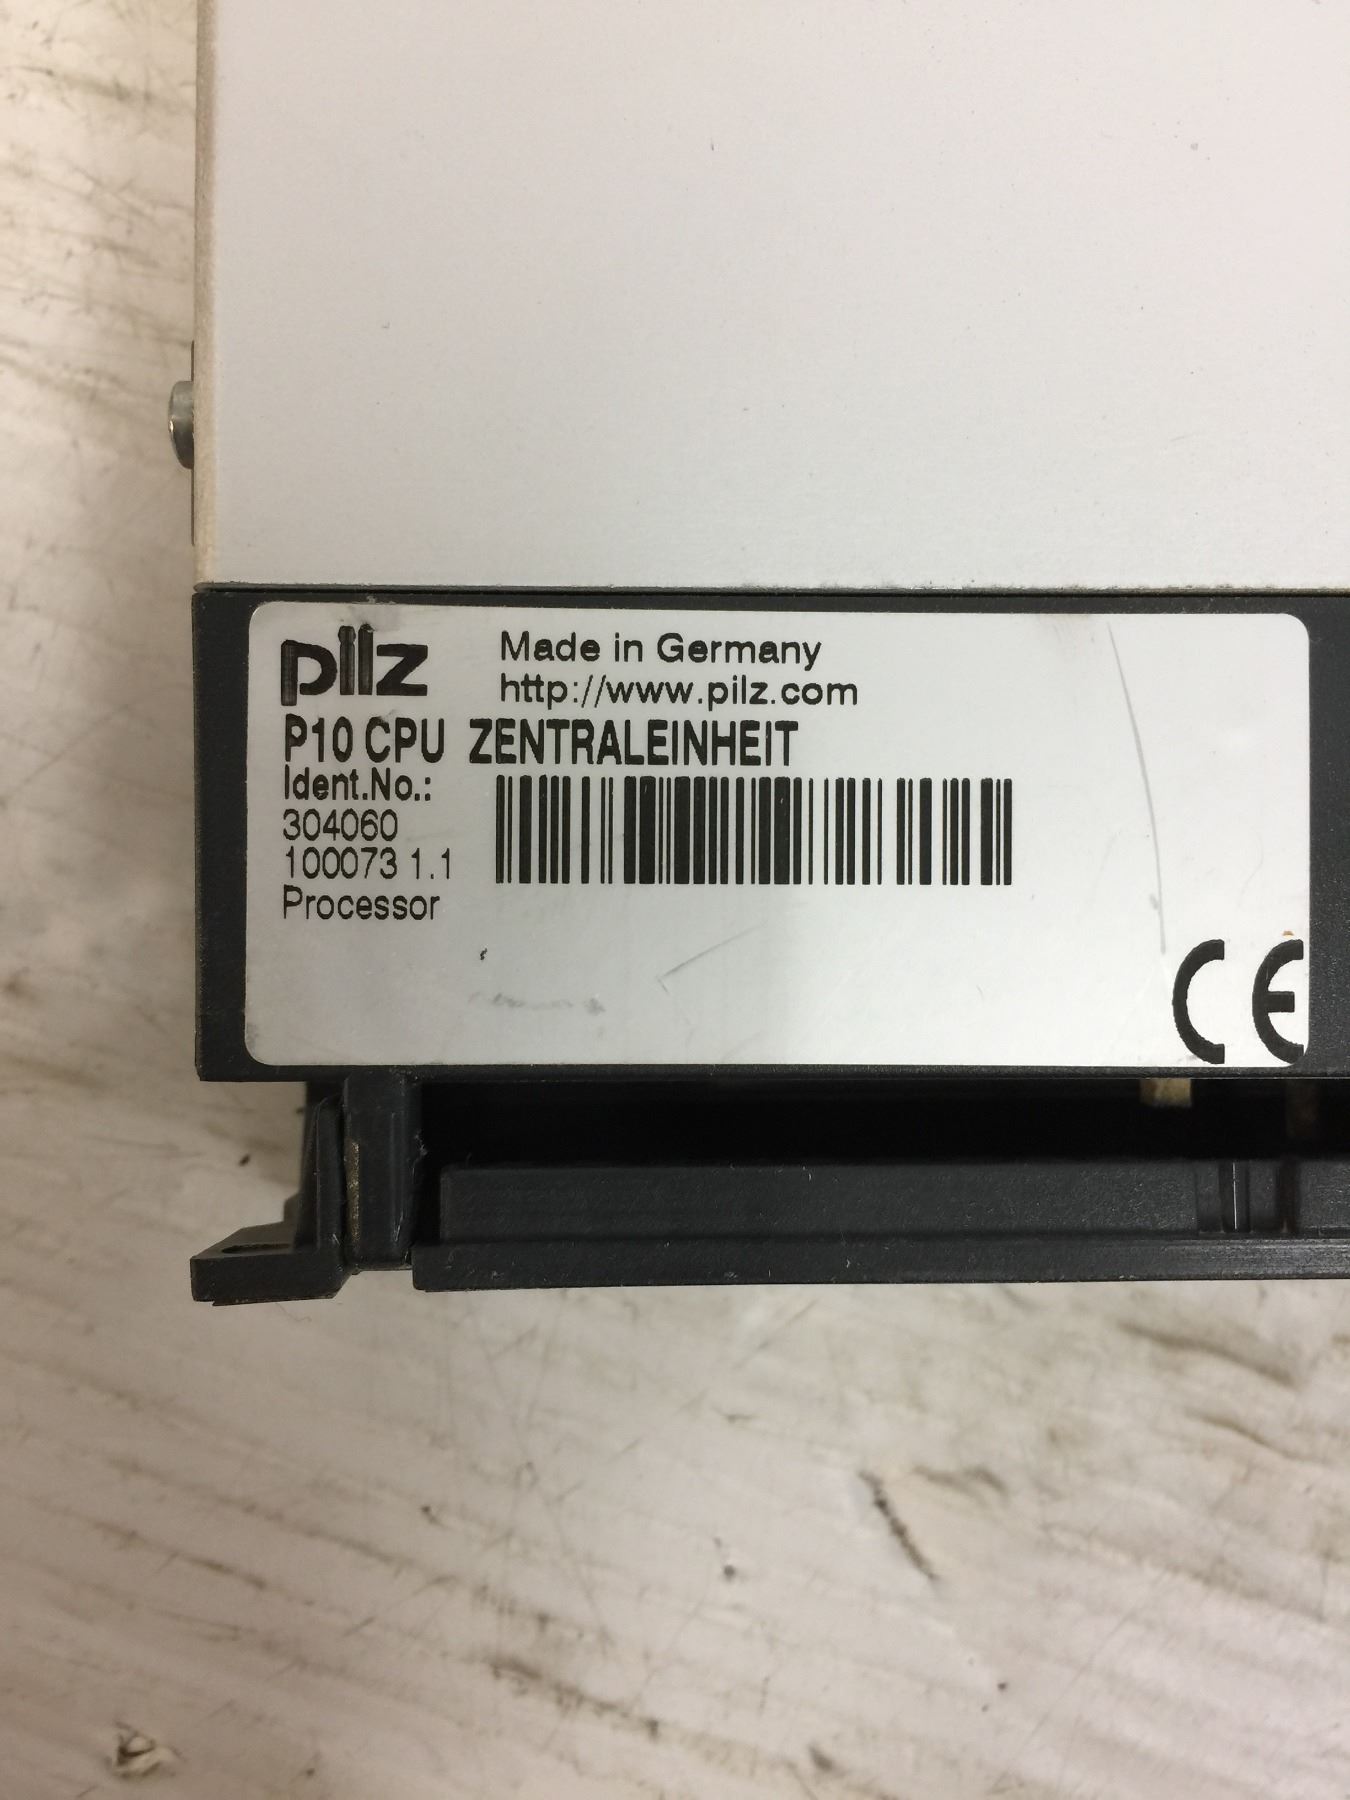 pilz
Made in Germany
http://www.pilz.com
P10 CPU ZENTRALEINHEIT
Ident.No.:
304060
100073 1.1
Processor
CE